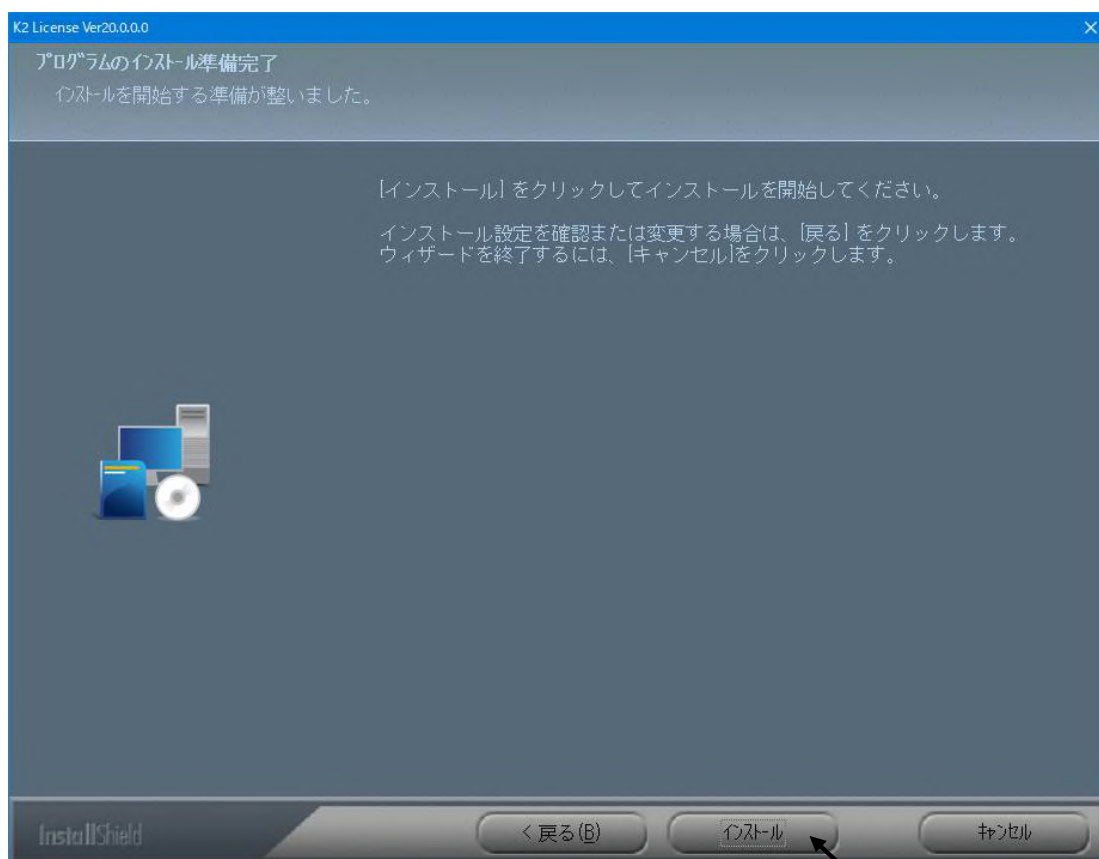 K2 License Ver20.0.0.0
プログラムのインストール準備完了
インストールを開始する準備が整いました。
[インストール] をクリックしてインストールを開始してください。
インストール設定を確認または変更する場合は、[戻る] をクリックします。
ウィザードを終了するには、[キャンセル]をクリックします。
InstallShield
< 戻る(B)
インストール
キャンセル